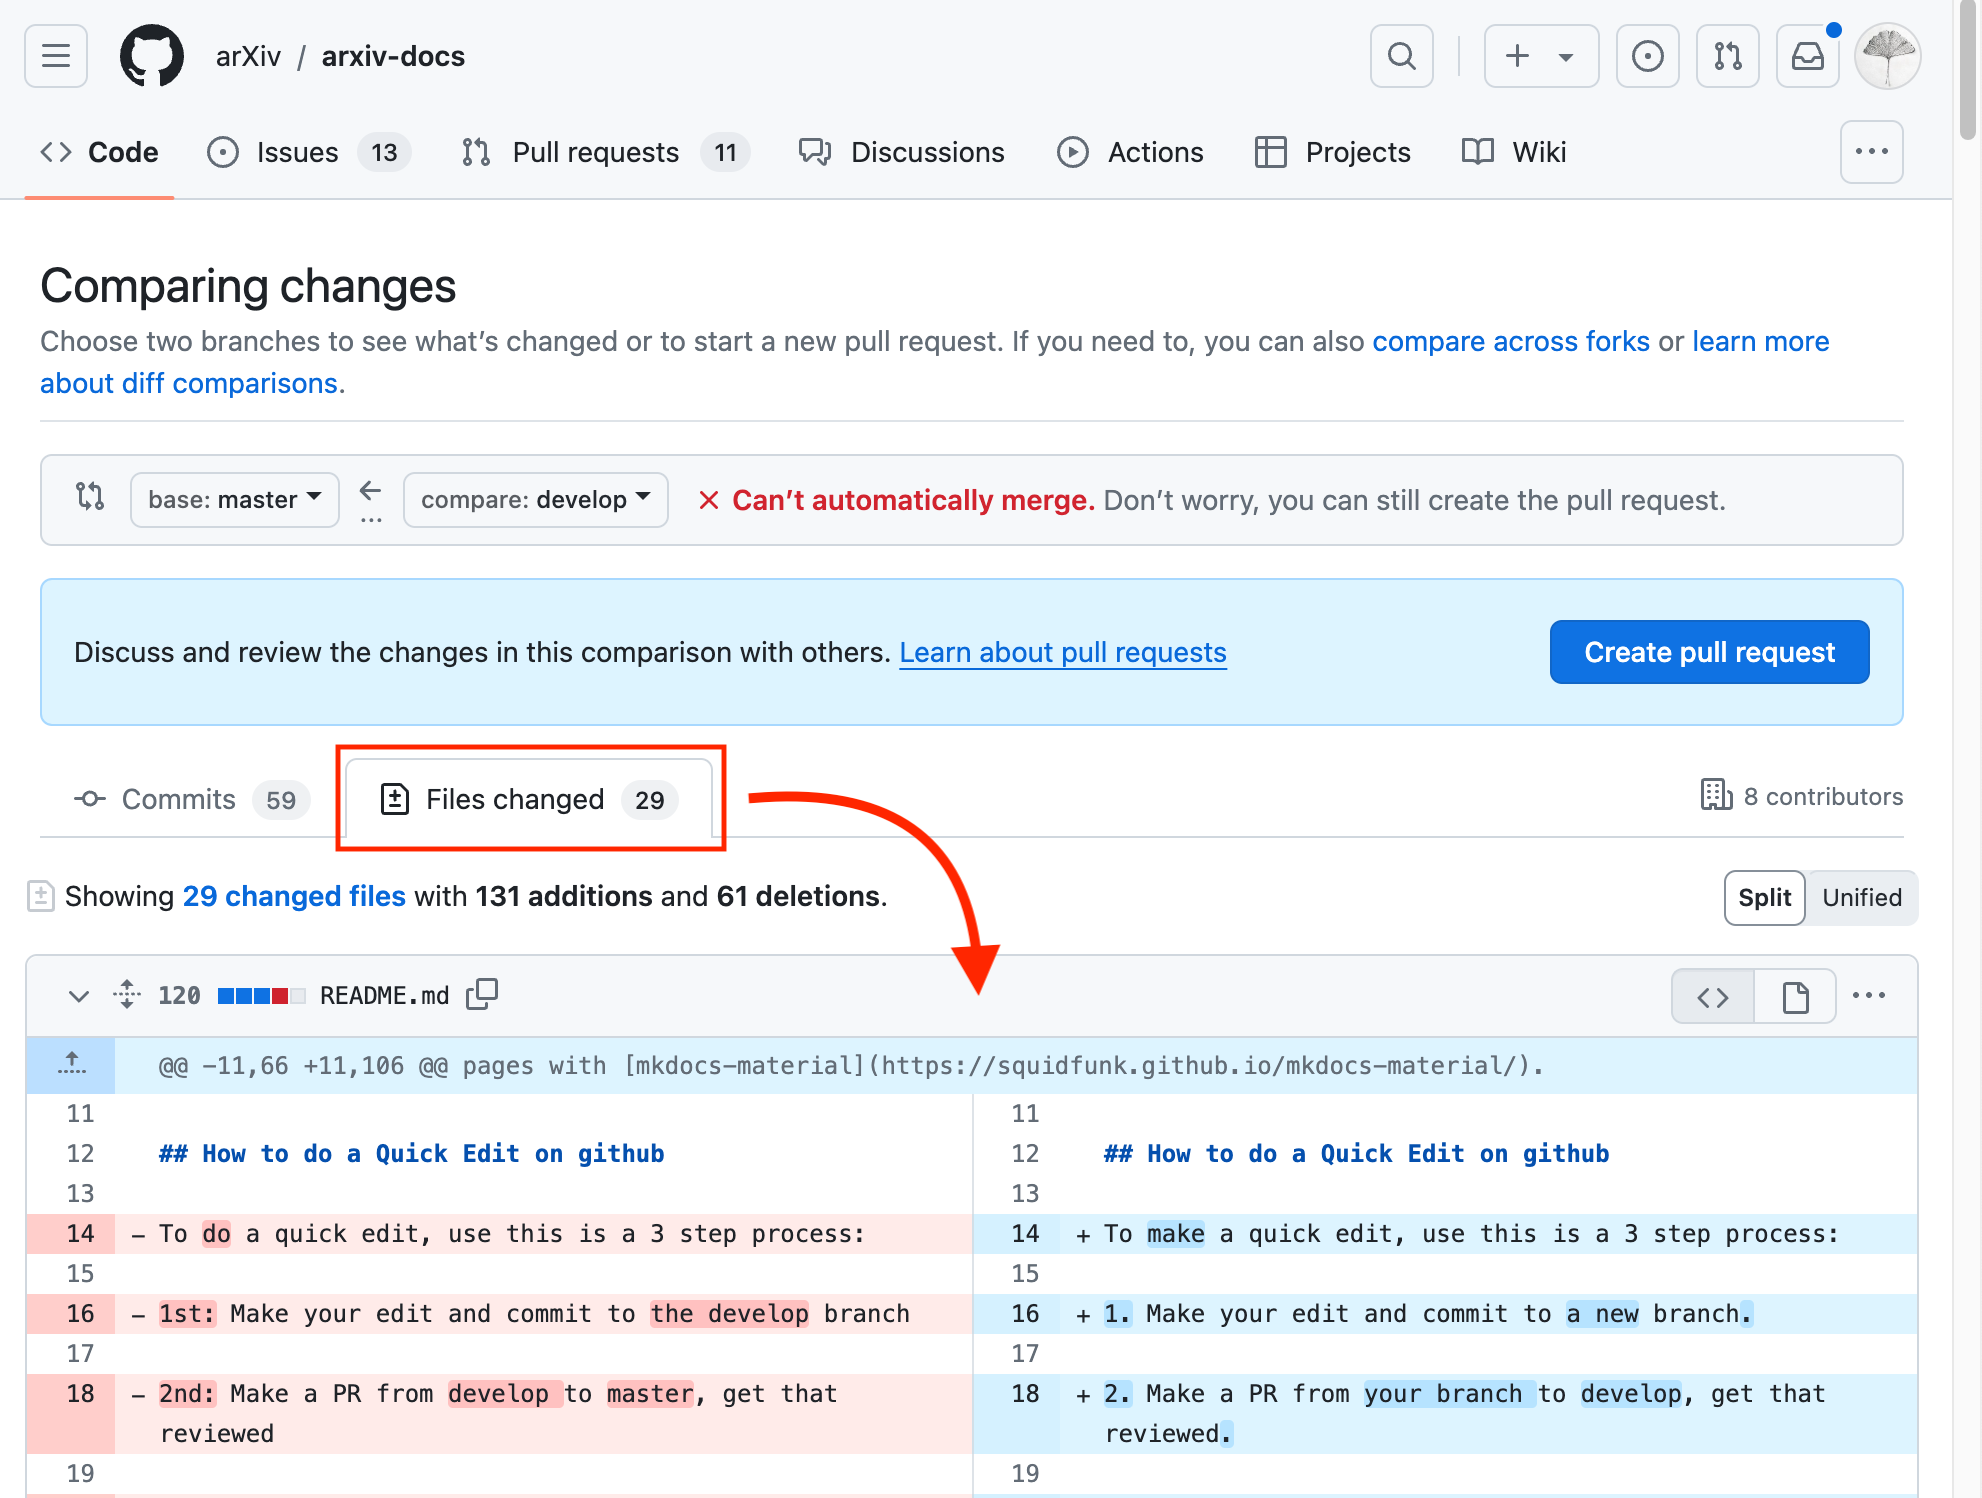 arXiv / arxiv-docs
Code Issues 13 Pull requests 11 Discussions Actions Projects Wiki
Comparing changes
Choose two branches to see what’s changed or to start a new pull request. If you need to, you can also compare across forks or learn more
about diff comparisons.
base: master compare: develop Can’t automatically merge. Don’t worry, you can still create the pull request.
Discuss and review the changes in this comparison with others. Learn about pull requests Create pull request
Commits 59 Files changed 29 8 contributors
Showing 29 changed files with 131 additions and 61 deletions. Split Unified
120 README.md
@@ -11,66 +11,106 @@ pages with [mkdocs-material](https://squidfunk.github.io/mkdocs-material/).
11 11
12 ## How to do a Quick Edit on github 12 ## How to do a Quick Edit on github
13 13
14 - To do a quick edit, use this is a 3 step process: 14 + To make a quick edit, use this is a 3 step process:
15 15
16 - 1st: Make your edit and commit to the develop branch 16 + 1. Make your edit and commit to a new branch.
17 17
18 - 2nd: Make a PR from develop to master, get that 18 + 2. Make a PR from your branch to develop, get that
reviewed reviewed.
19 19